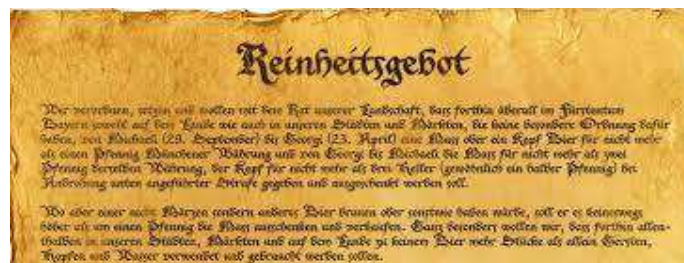 Reinheitsgebot
Wir verordnen, setzen und wollen mit dem Rat unserer Landschaft, dass forthin überall im Fürstentum
Bayern sowohl auf dem Lande wie auch in unseren Städten und Märkten, die keine besondere Ordnung dafür
haben, von Michaeli (29. September) bis Georgi (23. April) eine Mass oder ein Kopf Bier für nicht mehr
als einen Pfennig Münchener Währung und von Georgi bis Michaeli die Mass für nicht mehr als zwei
Pfennig derselben Währung, der Kopf für nicht mehr als drei Heller (gewöhnlich ein halber Pfennig) bei
Androhung unten angeführter Strafe gegeben und ausgeschenkt werden soll.
Wo aber einer nicht Märzen sondern anderes Bier brauen oder sonstwie haben würde, soll er es keineswegs
höher als um einen Pfennig die Mass ausschenken und verkaufen. Ganz besonders wollen wir, dass forthin allen-
thalben in unseren Städten, Märkten und auf dem Lande zu keinem Bier mehr Stücke als allein Gersten,
Hopfen und Wasser verwendet und gebraucht werden sollen.